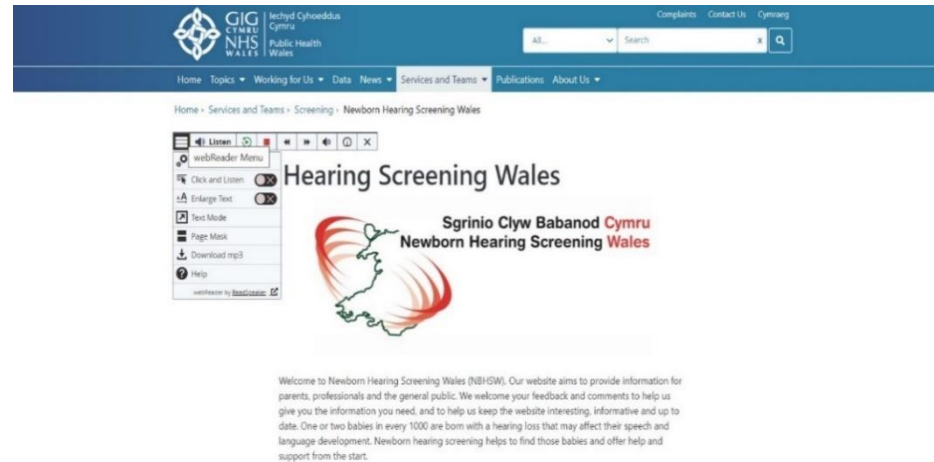 GIG
CYMRU
NHS
WALES
Iechyd Cyhoeddus
Cymru
Public Health
Wales
Complaints Contact Us Cymraeg
All... Search x
Home Topics Working for Us Data News Services and Teams Publications About Us
Home › Services and Teams › Screening › Newborn Hearing Screening Wales
Listen
webReader Menu
Hearing Screening Wales
Click and Listen
Enlarge Text
Text Mode
Page Mask
Download mp3
Help
webReader by ReadSpeaker
Sgrinio Clyw Babanod Cymru
Newborn Hearing Screening Wales
Welcome to Newborn Hearing Screening Wales (NBHSW). Our website aims to provide information for
parents, professionals and the general public. We welcome your feedback and comments to help us
give you the information you need, and to help us keep the website interesting, informative and up to
date. One or two babies in every 1000 are born with a hearing loss that may affect their speech and
language development. Newborn hearing screening helps to find those babies and offer help and
support from the start.